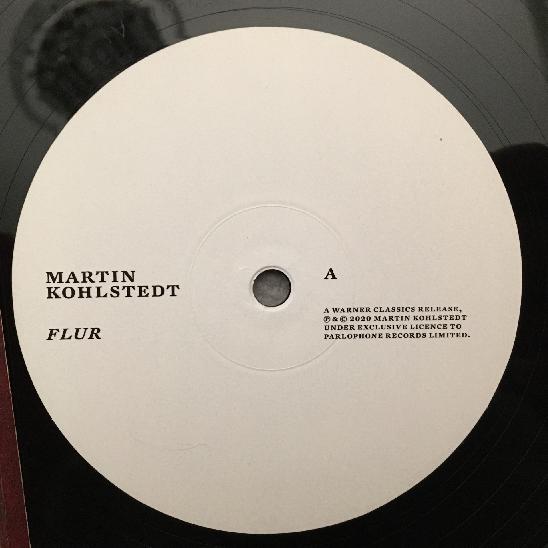 MARTIN
KOHLSTEDT
FLUR
A
A WARNER CLASSICS RELEASE,
℗ & © 2020 MARTIN KOHLSTEDT
UNDER EXCLUSIVE LICENCE TO
PARLOPHONE RECORDS LIMITED.